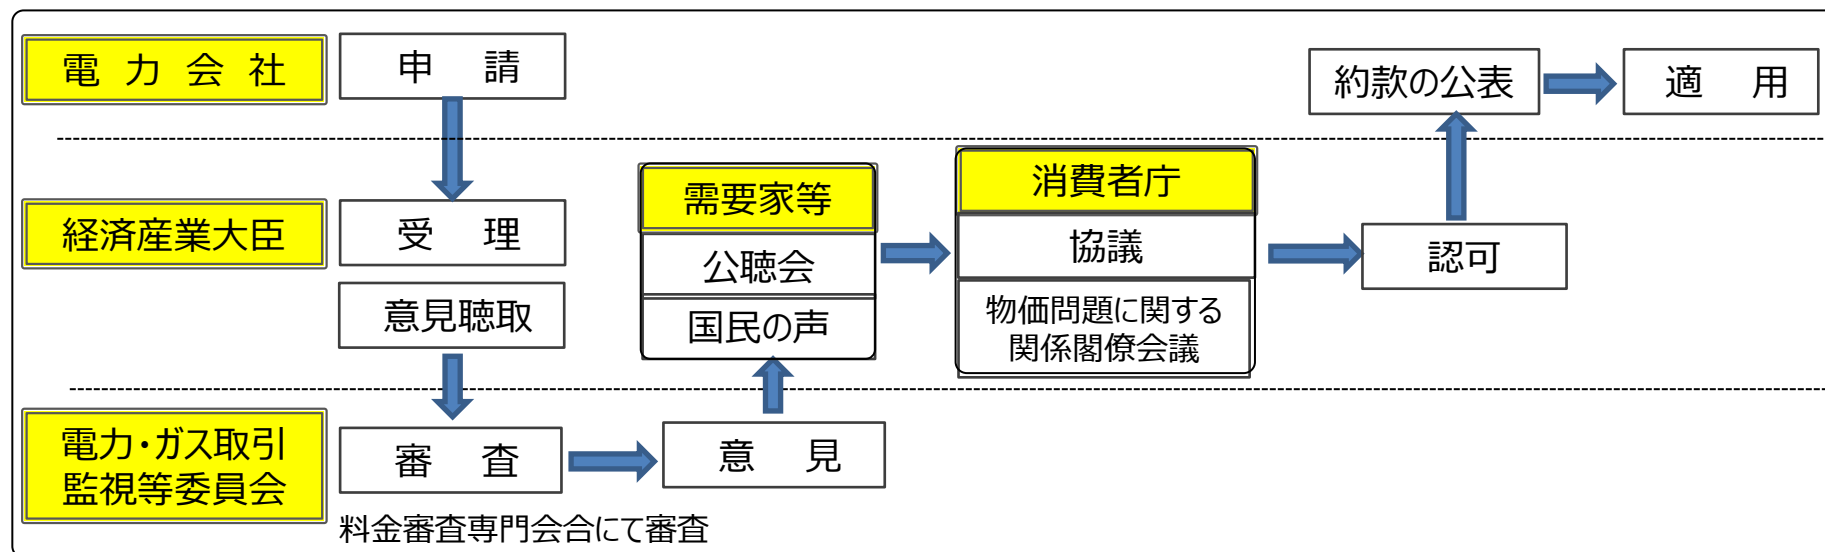 電力会社
申請
約款の公表
適用
経済産業大臣
受理
意見聴取
需要家等
公聴会
国民の声
消費者庁
協議
物価問題に関する
関係閣僚会議
認可
電力・ガス取引
監視等委員会
審査
意見
料金審査専門会合にて審査